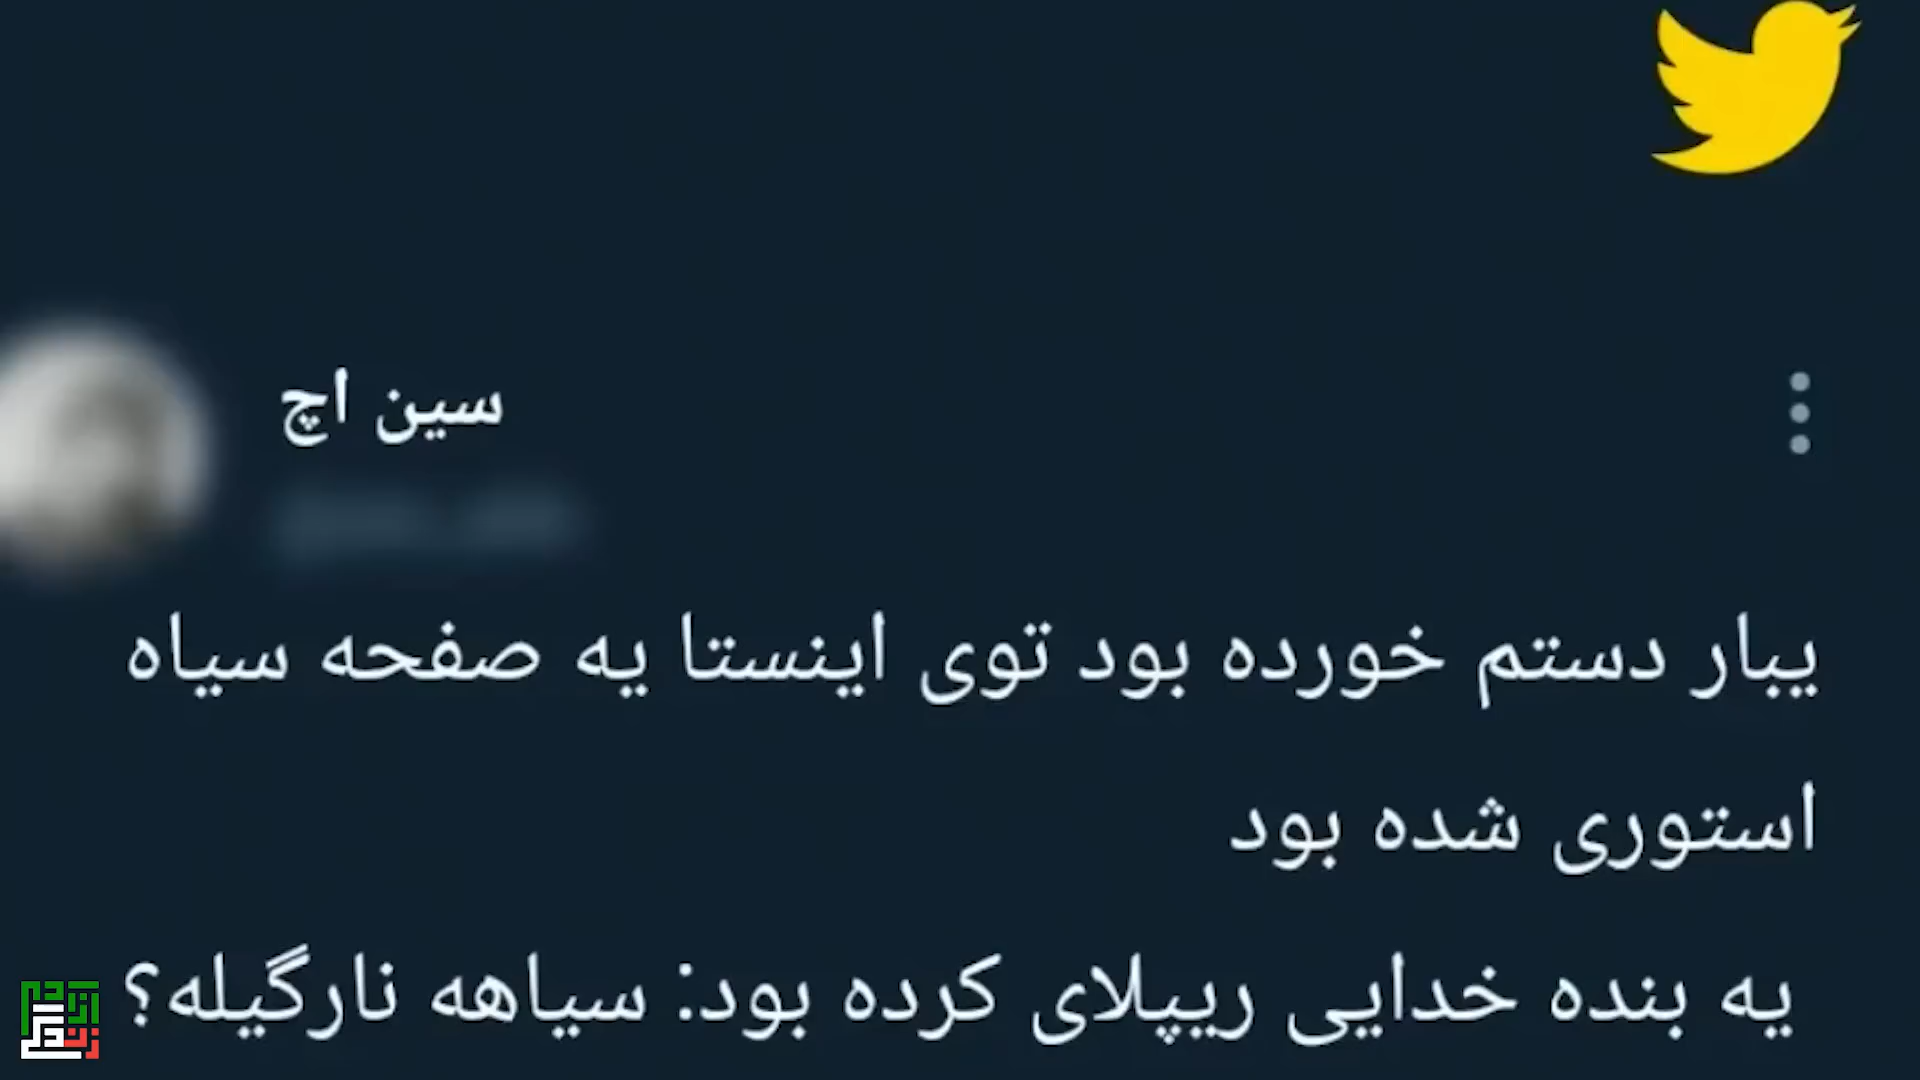 سین اچ
یبار دستم خورده بود توی اینستا یه صفحه سیاه
استوری شده بود
یه بنده خدایی ریپلای کرده بود: سیاهه نارگیله؟